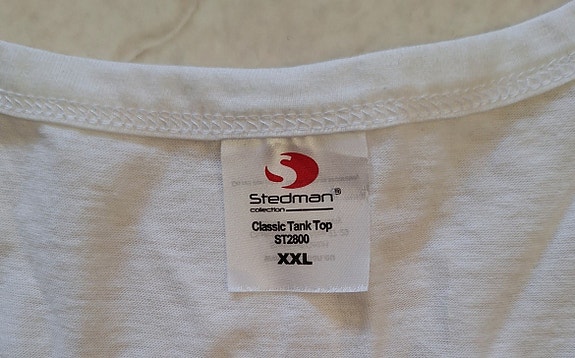 S
Stedman®
collection
Classic Tank Top
ST2800
XXL